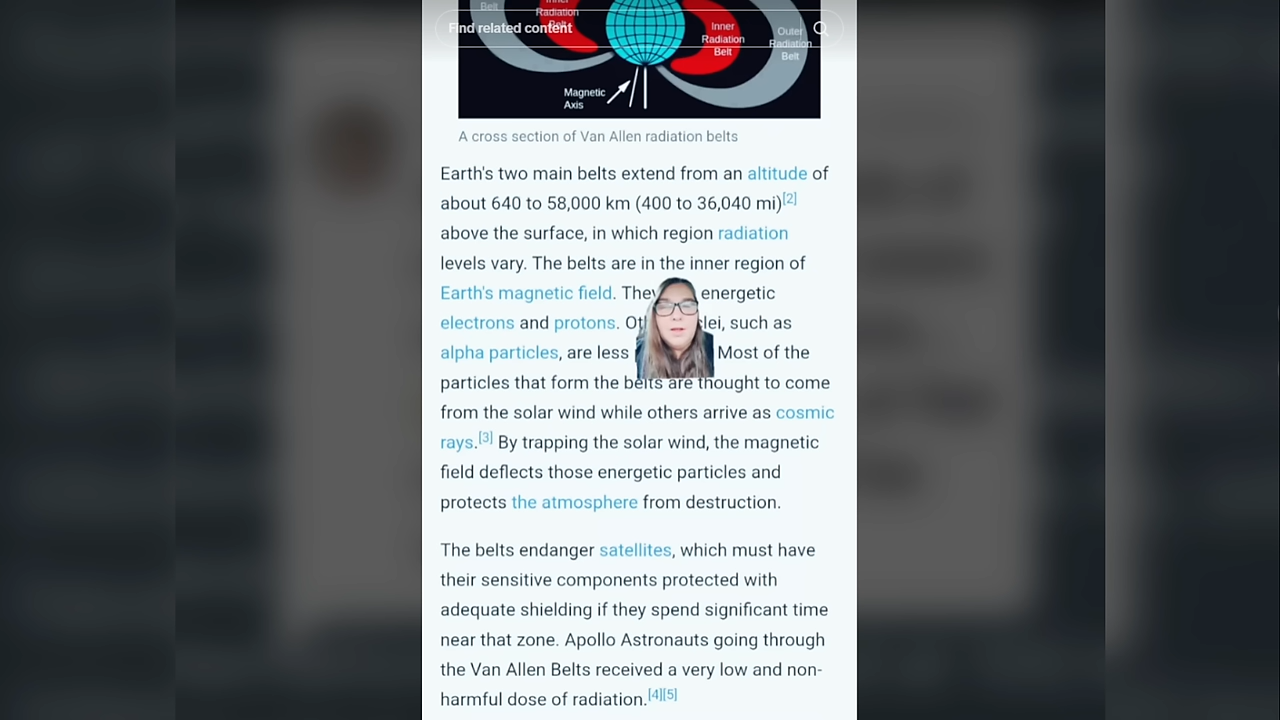 Belt
Inner
Radiation
Belt
Find related content
Inner
Radiation
Belt
Outer
Radiation
Belt
Magnetic
Axis
A cross section of Van Allen radiation belts
Earth's two main belts extend from an altitude of
about 640 to 58,000 km (400 to 36,040 mi)[2]
above the surface, in which region radiation
levels vary. The belts are in the inner region of
Earth's magnetic field. They energetic
electrons and protons. Ot lei, such as
alpha particles, are less Most of the
particles that form the belts are thought to come
from the solar wind while others arrive as cosmic
rays.[3] By trapping the solar wind, the magnetic
field deflects those energetic particles and
protects the atmosphere from destruction.
The belts endanger satellites, which must have
their sensitive components protected with
adequate shielding if they spend significant time
near that zone. Apollo Astronauts going through
the Van Allen Belts received a very low and non-
harmful dose of radiation.[4][5]